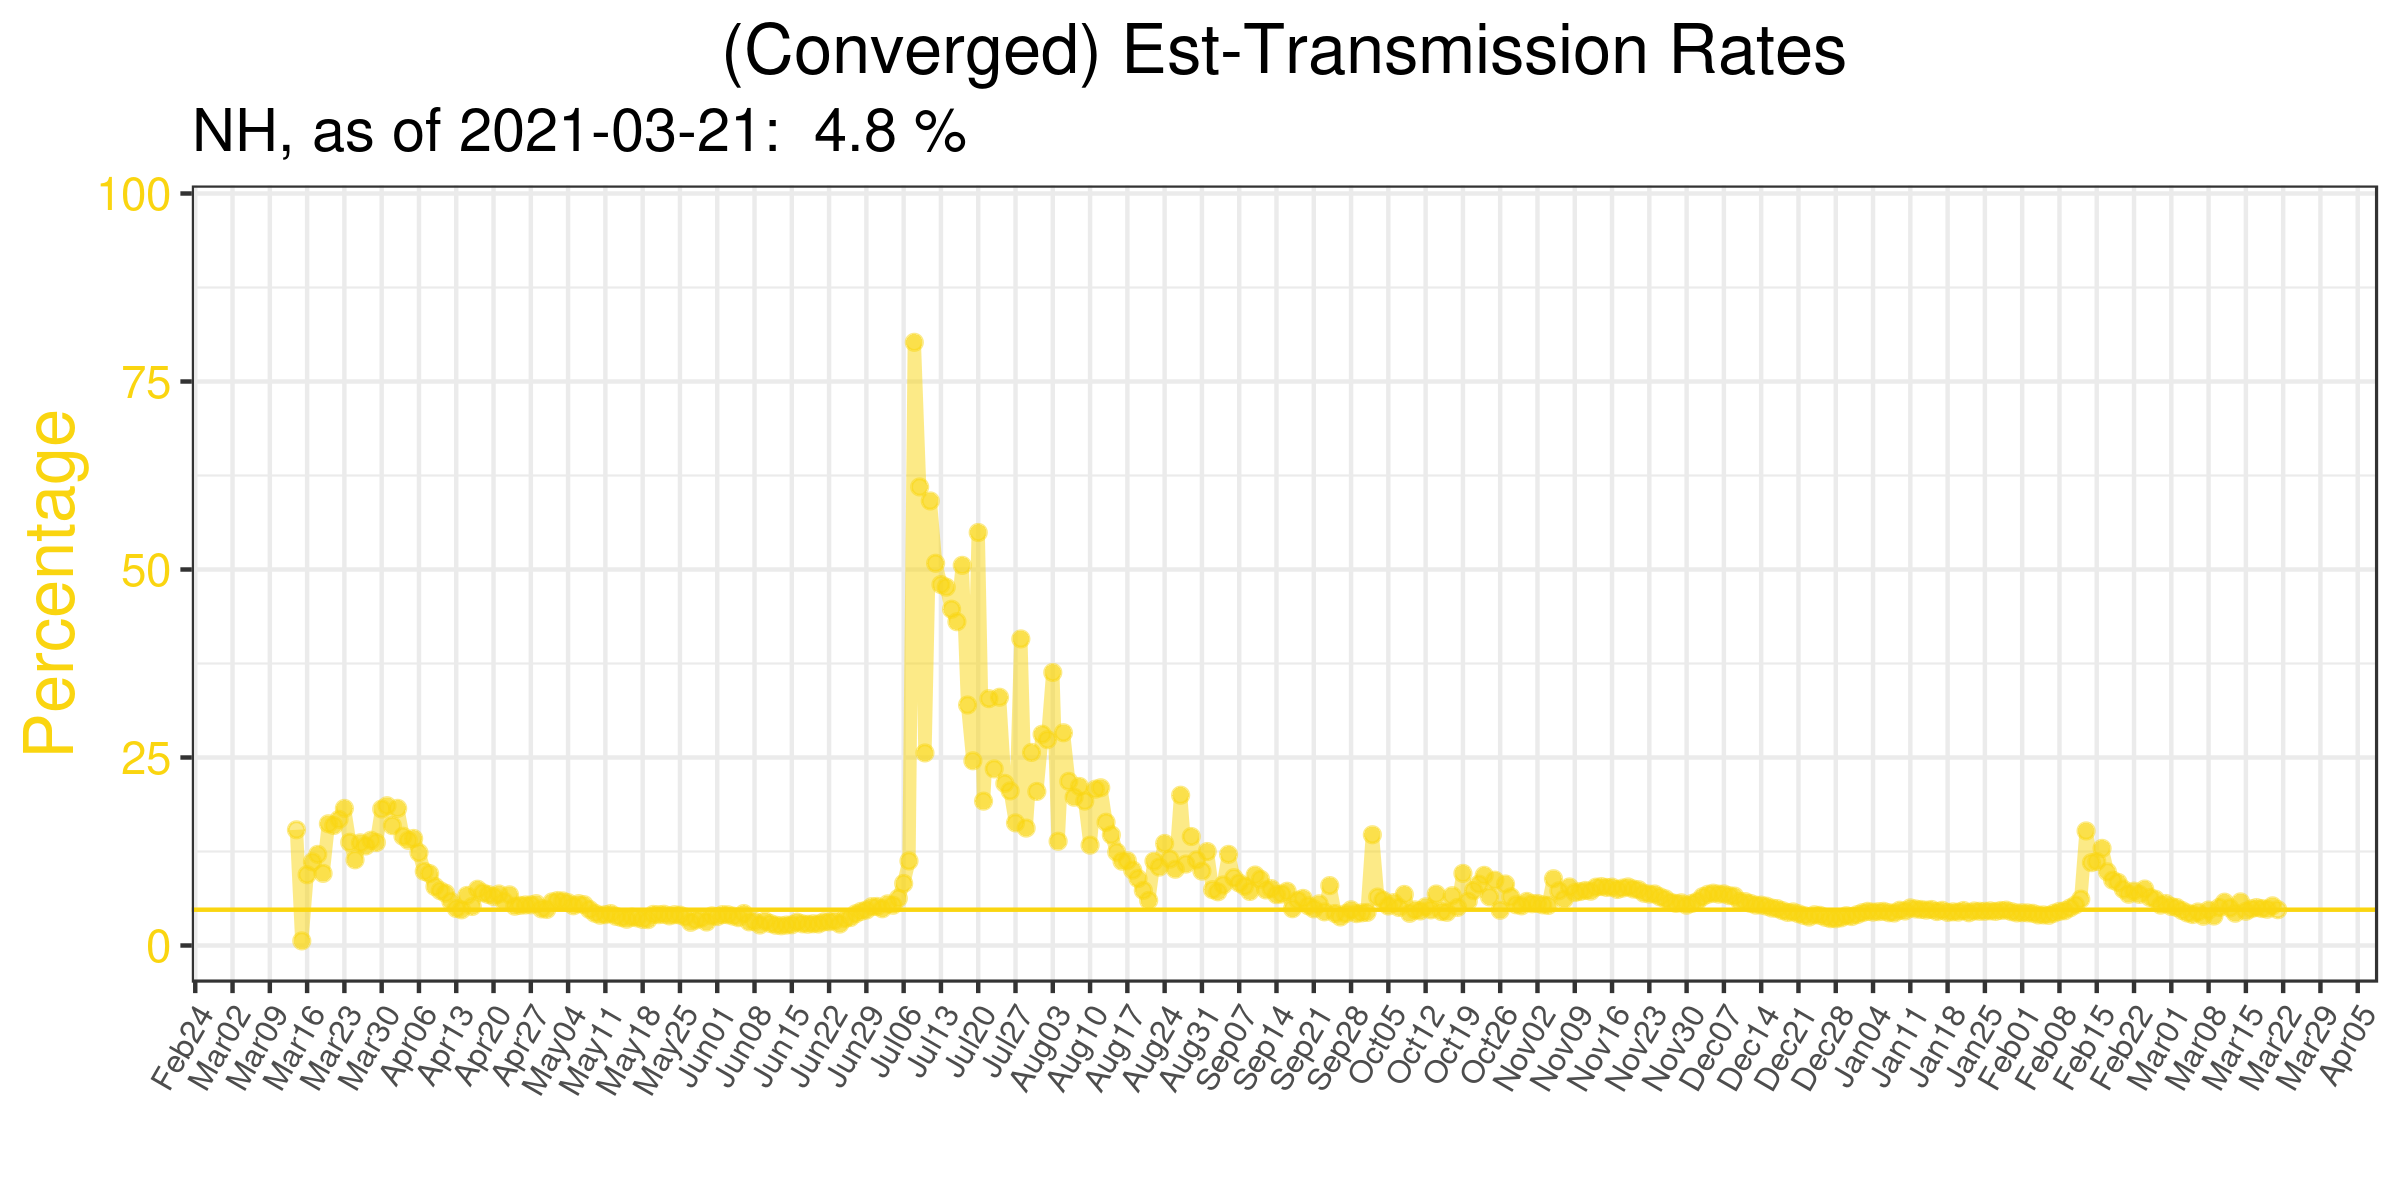 (Converged) Est-Transmission Rates
NH, as of 2021-03-21:  4.8 %
Percentage
100
75
50
25
0
Feb24
Mar02
Mar09
Mar16
Mar23
Mar30
Apr06
Apr13
Apr20
Apr27
May04
May11
May18
May25
Jun01
Jun08
Jun15
Jun22
Jun29
Jul06
Jul13
Jul20
Jul27
Aug03
Aug10
Aug17
Aug24
Aug31
Sep07
Sep14
Sep21
Sep28
Oct05
Oct12
Oct19
Oct26
Nov02
Nov09
Nov16
Nov23
Nov30
Dec07
Dec14
Dec21
Dec28
Jan04
Jan11
Jan18
Jan25
Feb01
Feb08
Feb15
Feb22
Mar01
Mar08
Mar15
Mar22
Mar29
Apr05